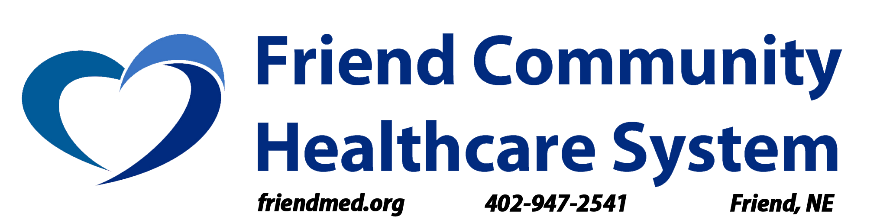 Friend Community
Healthcare System
friendmed.org 402-947-2541 Friend, NE